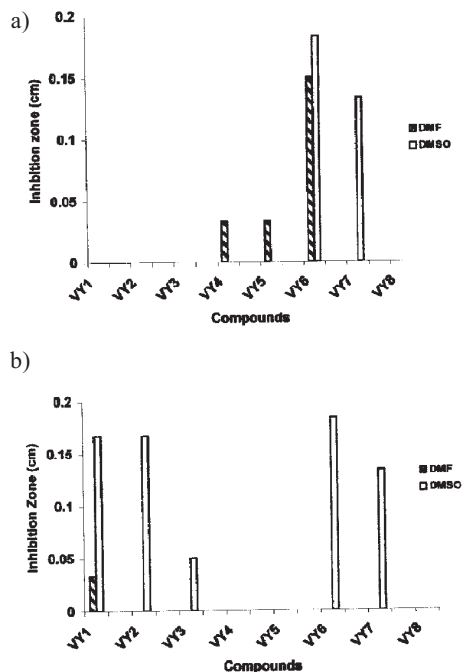 a)
0.2
0.15
0.1
0.05
0
Inhbition zone (cm)
DMF
DMSO
VY1 VY2 VY3 VY4 VY5 VY6 VY7 VY8
Compounds
b)
0.2
0.15
0.1
0.05
0
Inhibition Zone (cm)
DMF
DMSO
VY1 VY2 VY3 VY4 VY5 VY6 VY7 VY8
Compounds